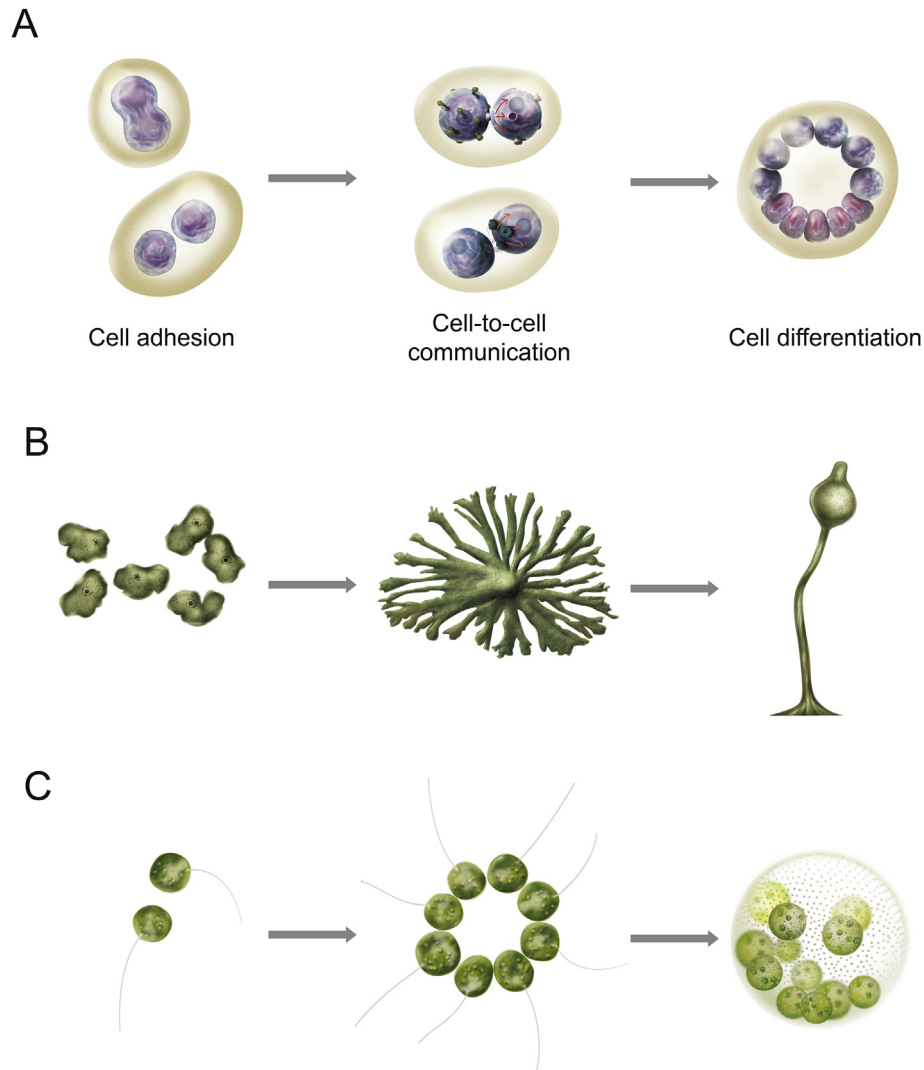 A
Cell adhesion
Cell-to-cell
communication
Cell differentiation
B
C